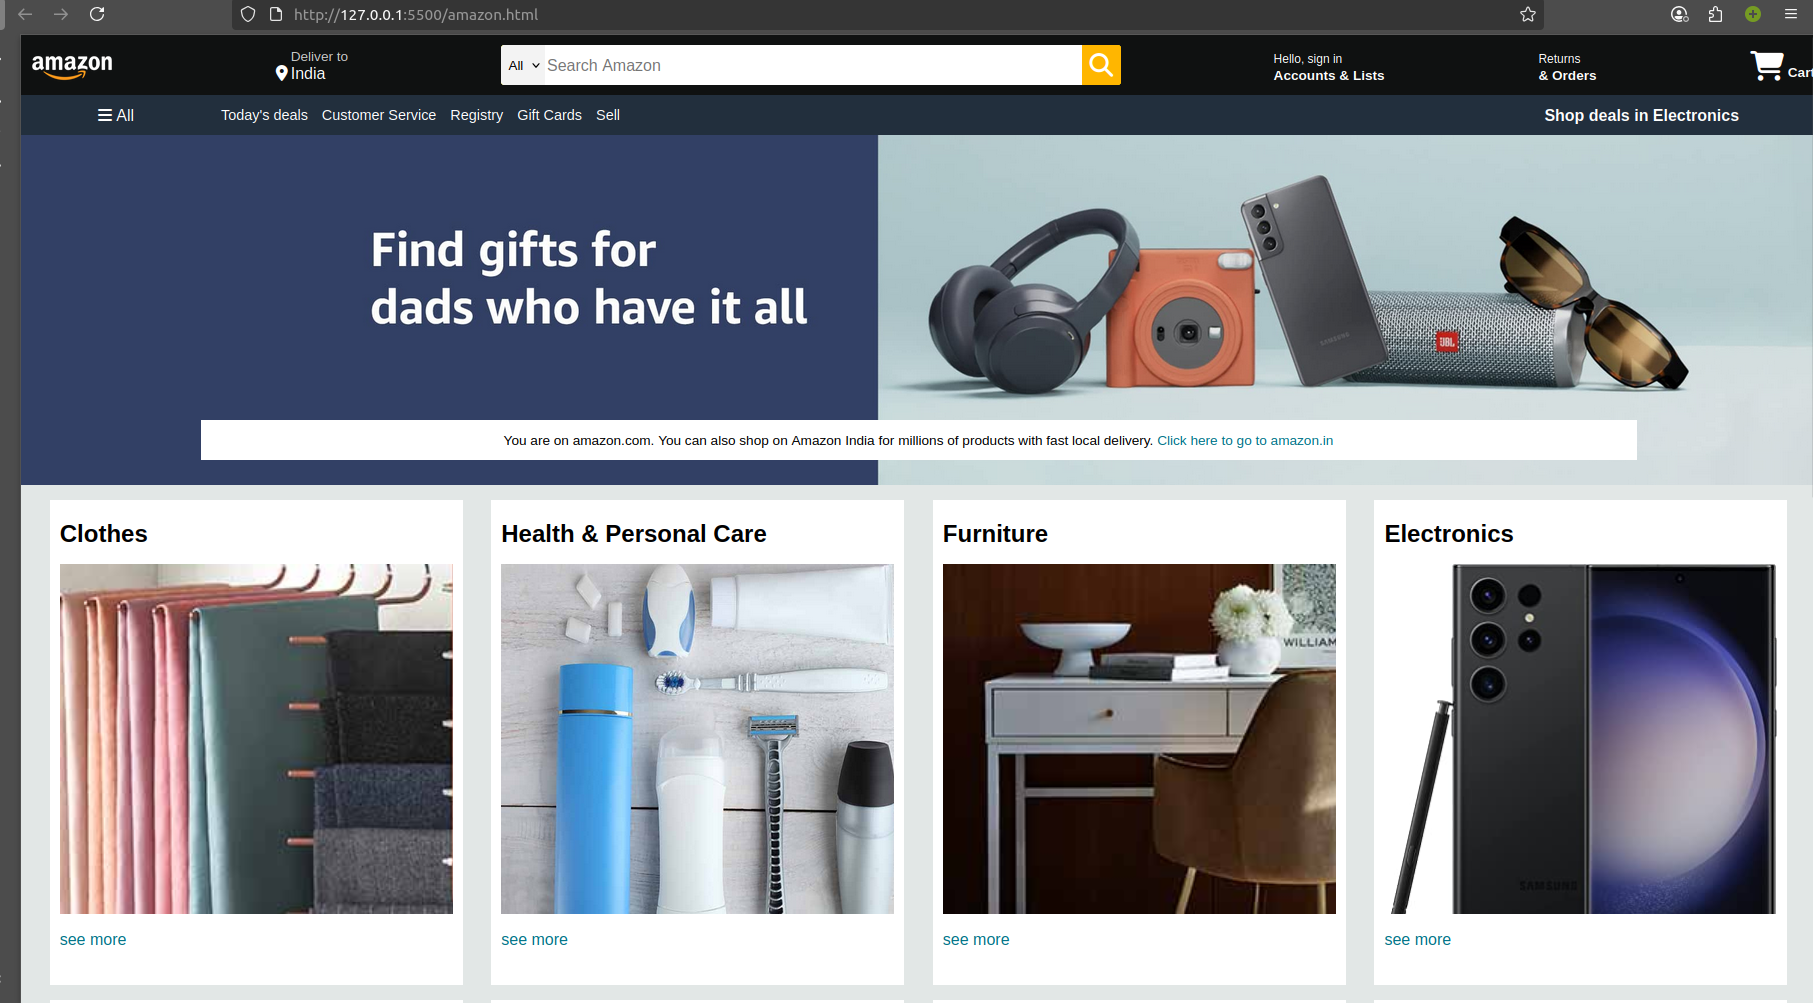 http://127.0.0.1:5500/amazon.html
amazon
Deliver to
India
All
Search Amazon
Hello, sign in
Accounts & Lists
Returns
& Orders
Cart
All
Today's deals
Customer Service
Registry
Gift Cards
Sell
Shop deals in Electronics
Find gifts for
dads who have it all
SAMSUNG
JBL
You are on amazon.com. You can also shop on Amazon India for millions of products with fast local delivery. Click here to go to amazon.in
Clothes
Health & Personal Care
Furniture
Electronics
WILLIAM
SAMSUNG
see more
see more
see more
see more